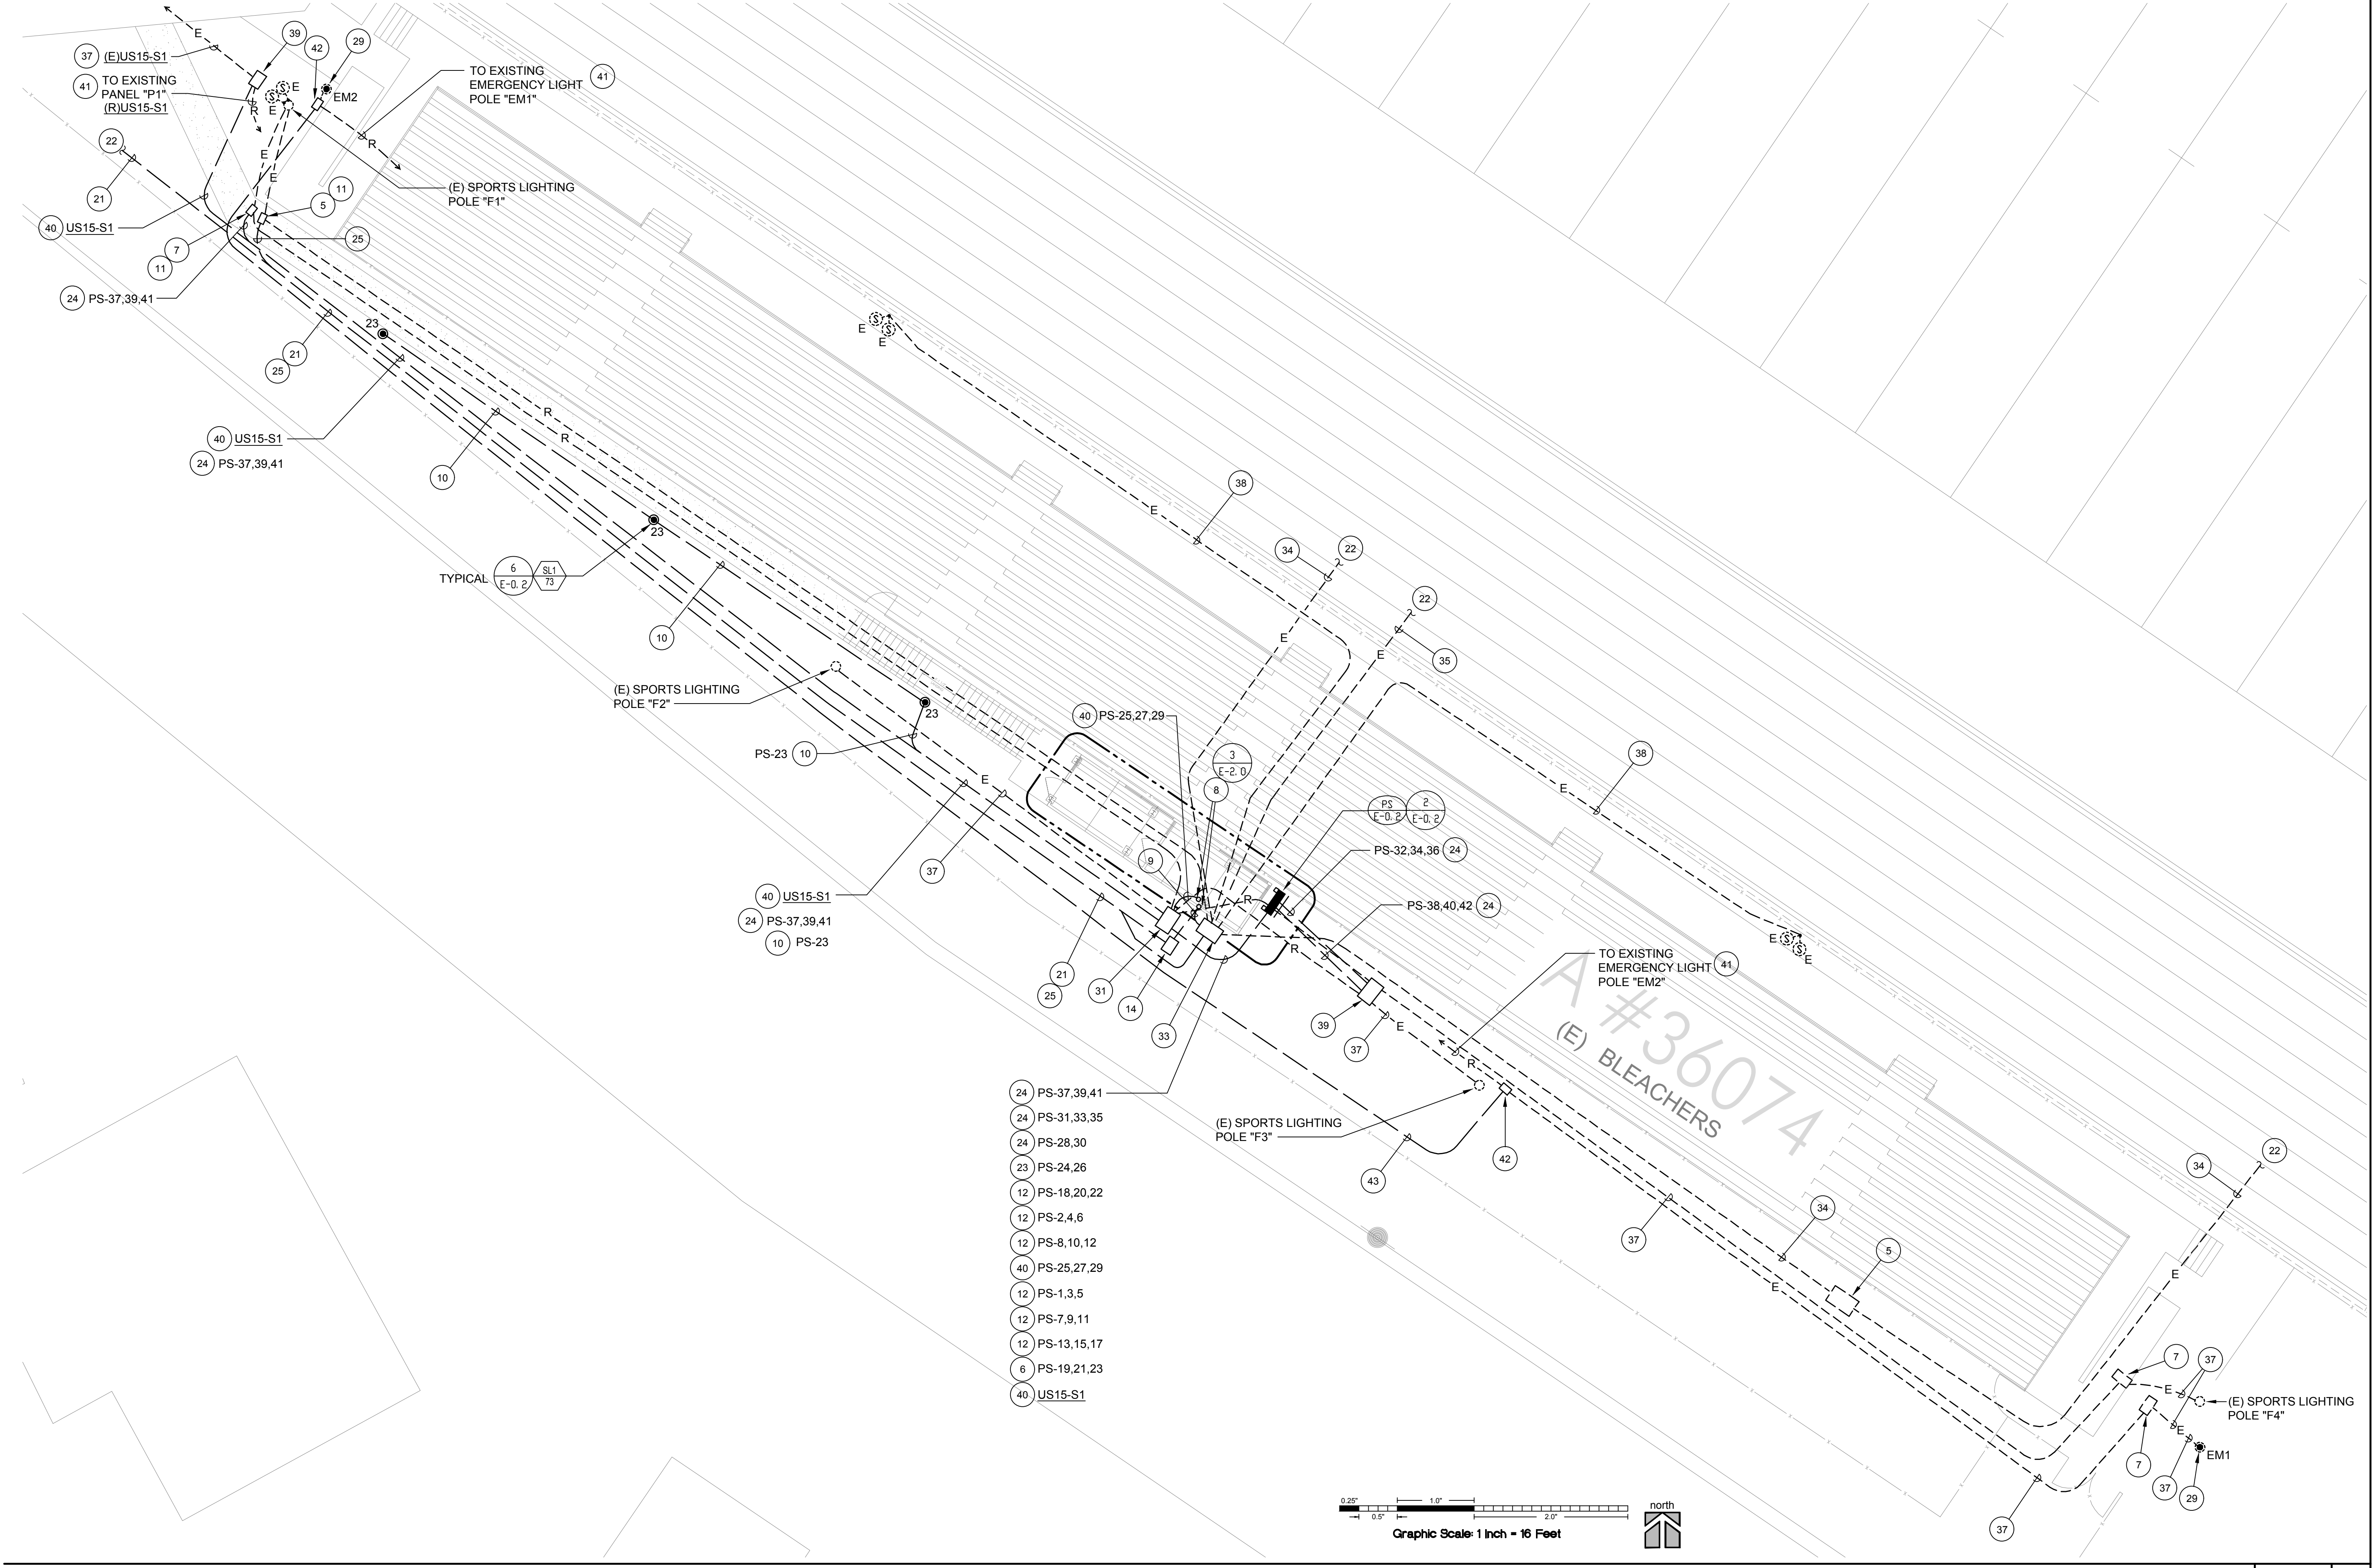 E
39
42
29
37 (E)US15-S1
41 TO EXISTING
PANEL "P1"
(R)US15-S1
R
S
E
S
E
EM2
TO EXISTING
EMERGENCY LIGHT
POLE "EM1"
41
R
22
21
E
E
(E) SPORTS LIGHTING
POLE "F1"
11
5
40 US15-S1
7
11
25
24 PS-37,39,41
23
21
25
E
S
S
E
R
R
40 US15-S1
24 PS-37,39,41
10
38
E
23
34
22
TYPICAL
6
E-0.2
SL1
73
10
22
E
E
35
(E) SPORTS LIGHTING
POLE "F2"
23
PS-23 10
40 PS-25,27,29
3
E-2.0
8
38
E
E
PS
E-0.2
2
E-0.2
37
9
PS-32,34,36 24
40 US15-S1
24 PS-37,39,41
10 PS-23
R
PS-38,40,42 24
R
E
S
S
E
21
25
31
14
33
39
37
E
TO EXISTING
EMERGENCY LIGHT
POLE "EM2"
41
R
A #36074
(E) BLEACHERS
24 PS-37,39,41
24 PS-31,33,35
24 PS-28,30
23 PS-24,26
12 PS-18,20,22
12 PS-2,4,6
12 PS-8,10,12
40 PS-25,27,29
12 PS-1,3,5
12 PS-7,9,11
12 PS-13,15,17
6 PS-19,21,23
40 US15-S1
(E) SPORTS LIGHTING
POLE "F3"
42
43
37
34
5
E
34
22
E
7
37
E
(E) SPORTS LIGHTING
POLE "F4"
E
EM1
7
37
29
37
0.25"
1.0"
0.5"
2.0"
Graphic Scale: 1 inch = 16 Feet
north